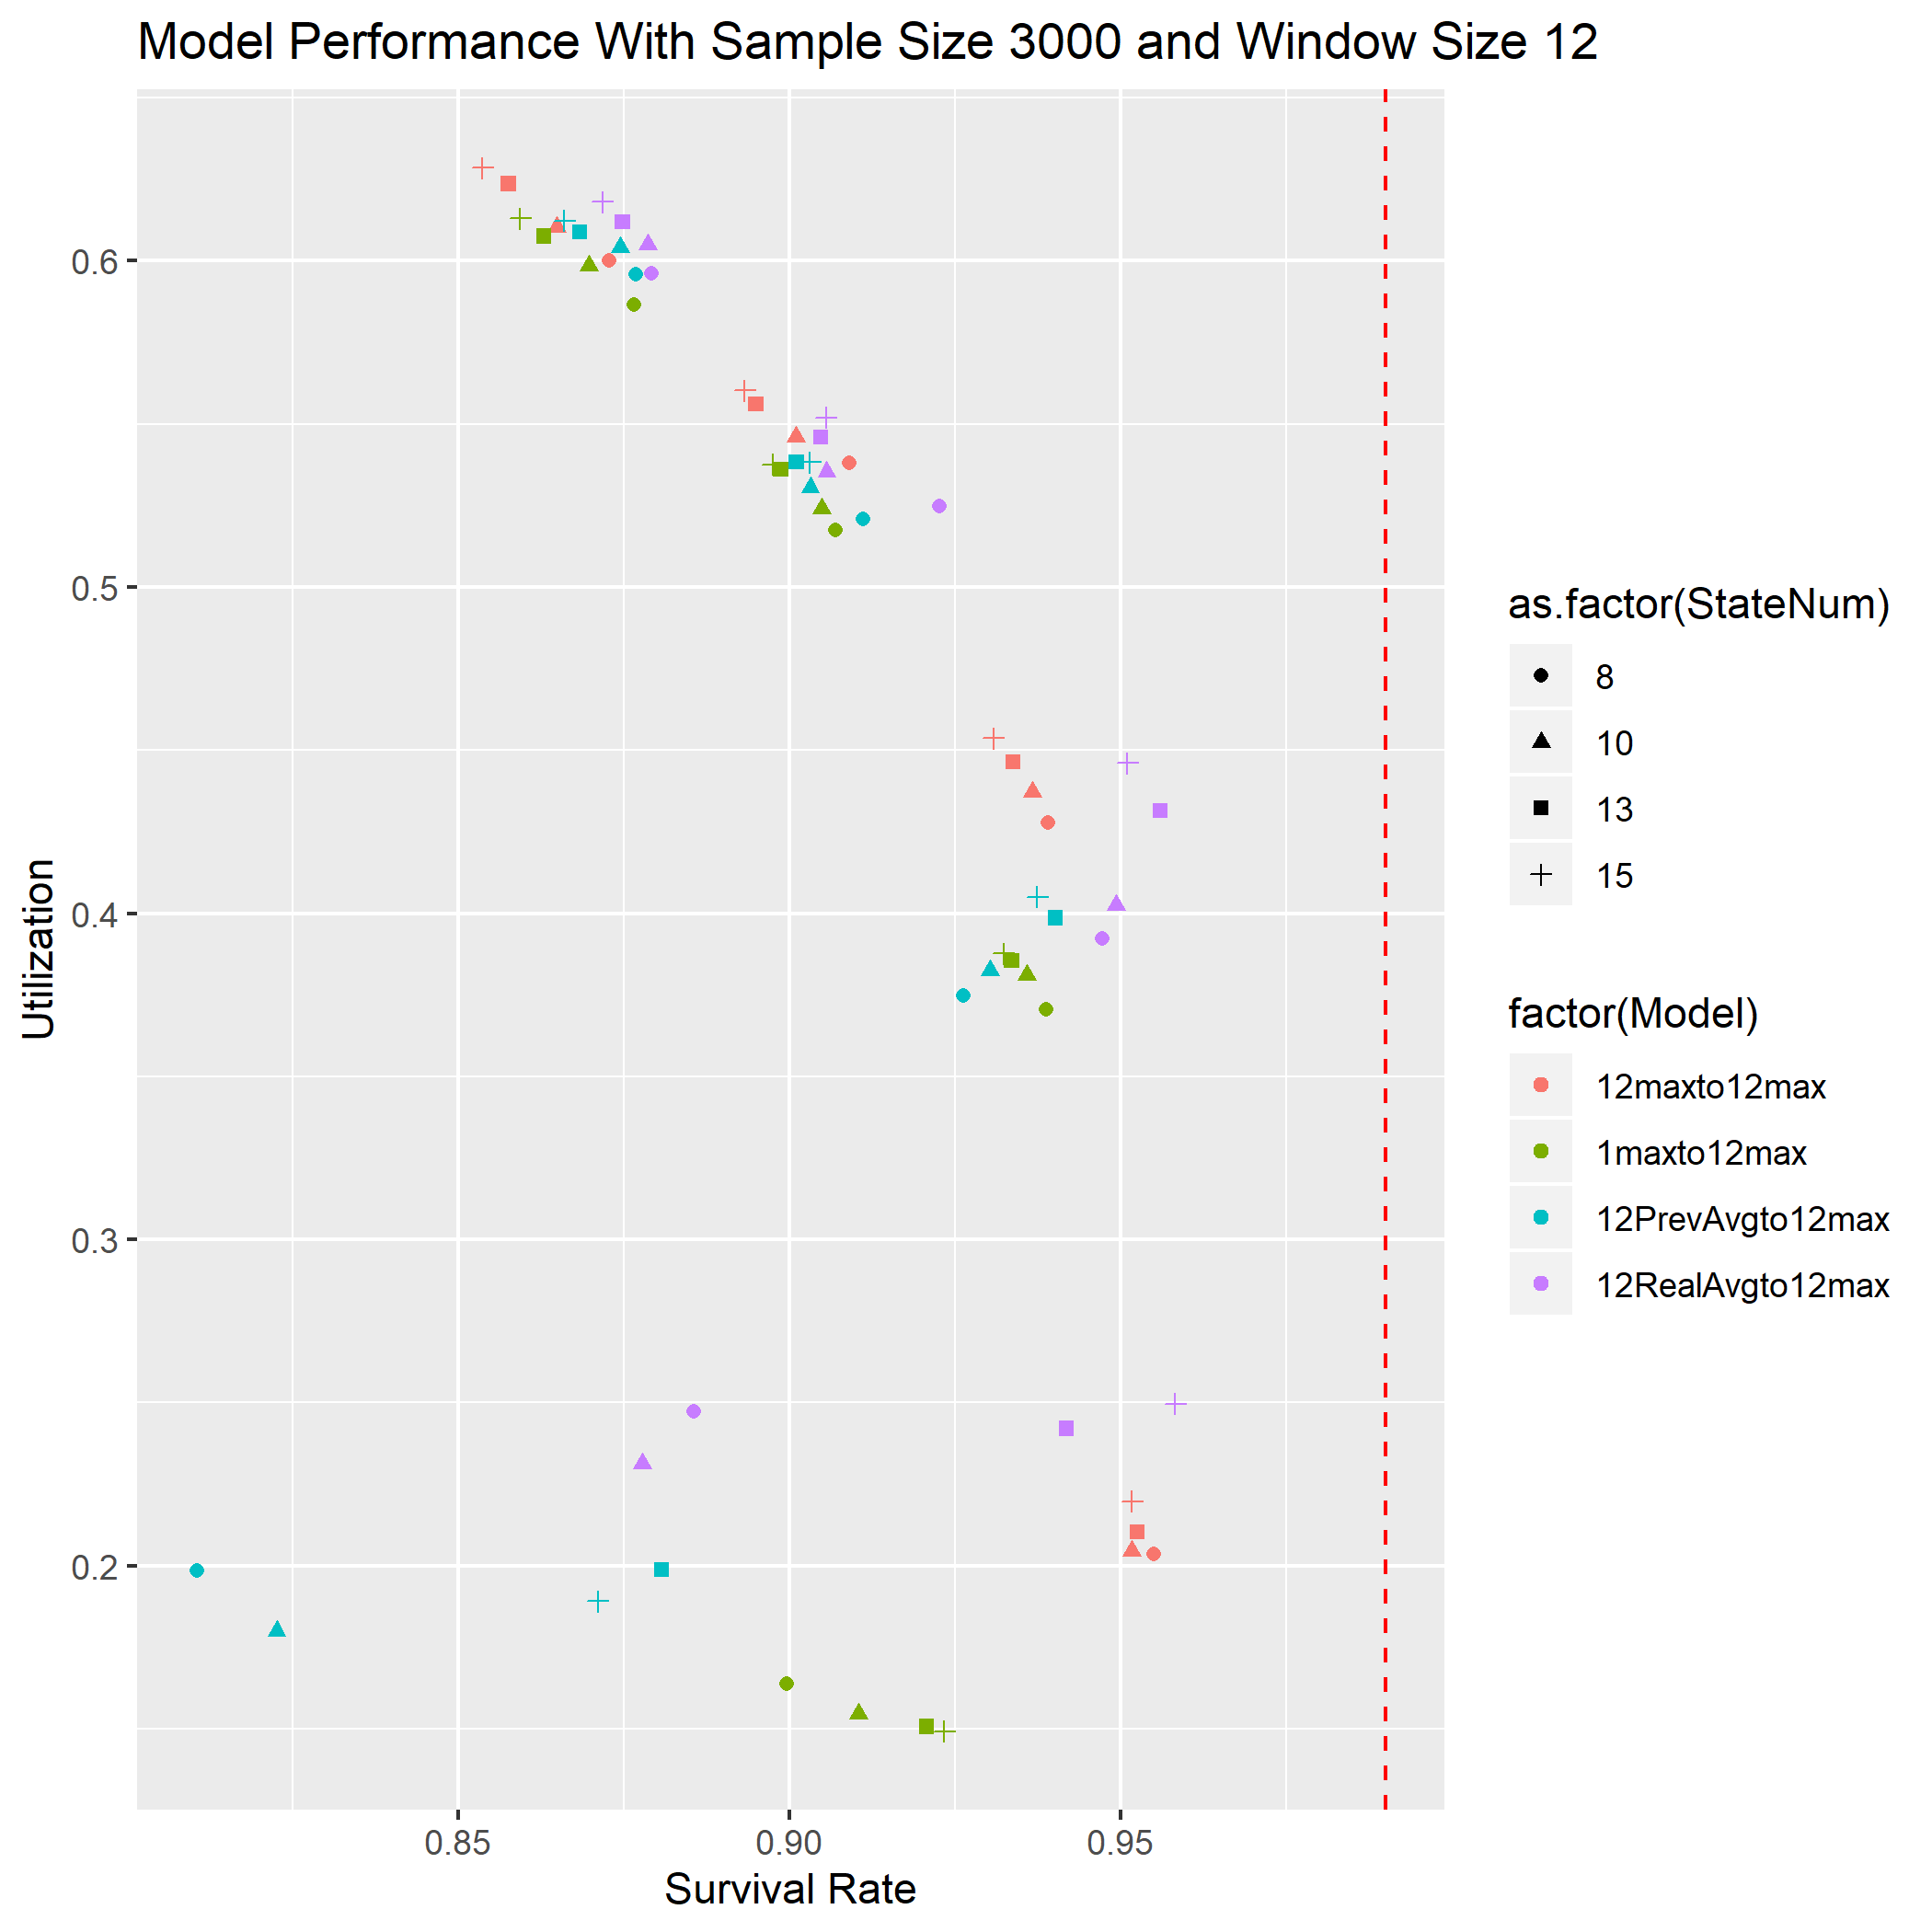 Model Performance With Sample Size 3000 and Window Size 12
0.6
0.5
0.4
0.3
0.2
Utilization
0.85
0.90
0.95
Survival Rate
as.factor(StateNum)
8
10
13
15
factor(Model)
12maxto12max
1maxto12max
12PrevAvgto12max
12RealAvgto12max